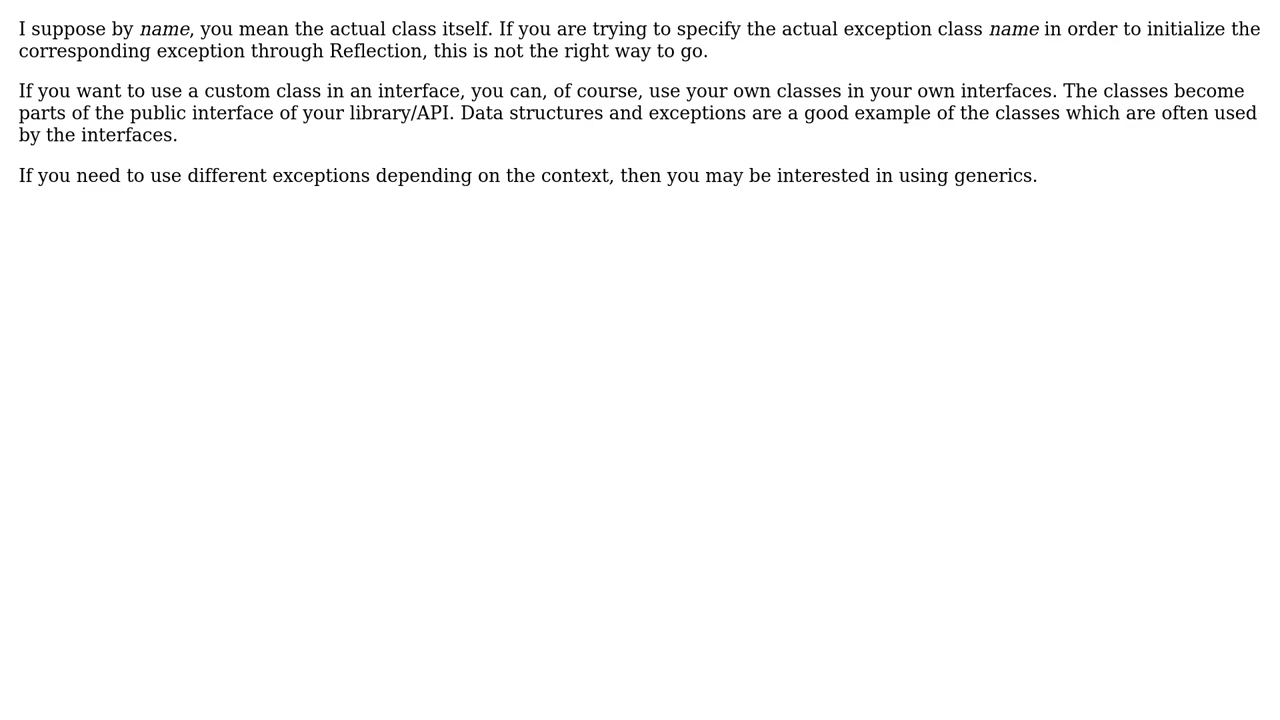 I suppose by name, you mean the actual class itself. If you are trying to specify the actual exception class name in order to initialize the
corresponding exception through Reflection, this is not the right way to go.
If you want to use a custom class in an interface, you can, of course, use your own classes in your own interfaces. The classes become
parts of the public interface of your library/API. Data structures and exceptions are a good example of the classes which are often used
by the interfaces.
If you need to use different exceptions depending on the context, then you may be interested in using generics.